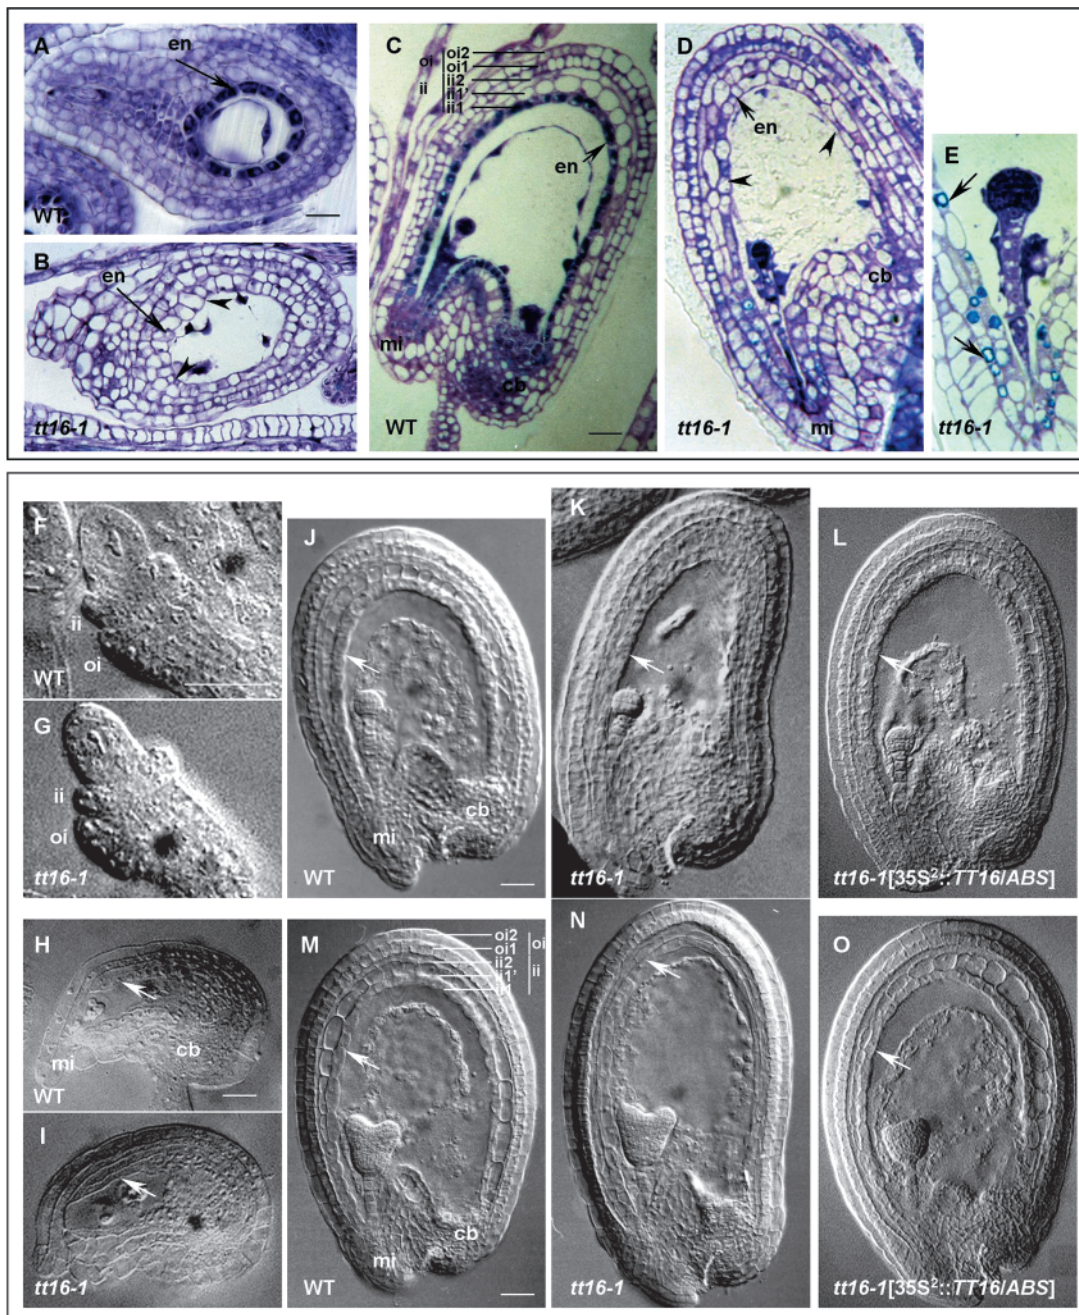 A
en
WT
B
en
tt16-1
C
oi
ii
oi2
oi1
ii2
ii1'
ii1
en
mi
cb
WT
D
en
cb
mi
tt16-1
E
tt16-1
F
ii
oi
WT
G
ii
oi
tt16-1
H
mi
cb
WT
I
tt16-1
J
cb
mi
WT
K
tt16-1
L
tt16-1[35S²::TT16/ABS]
M
oi2
oi1
ii2
ii1'
ii1
oi
ii
cb
mi
WT
N
tt16-1
O
tt16-1[35S²::TT16/ABS]